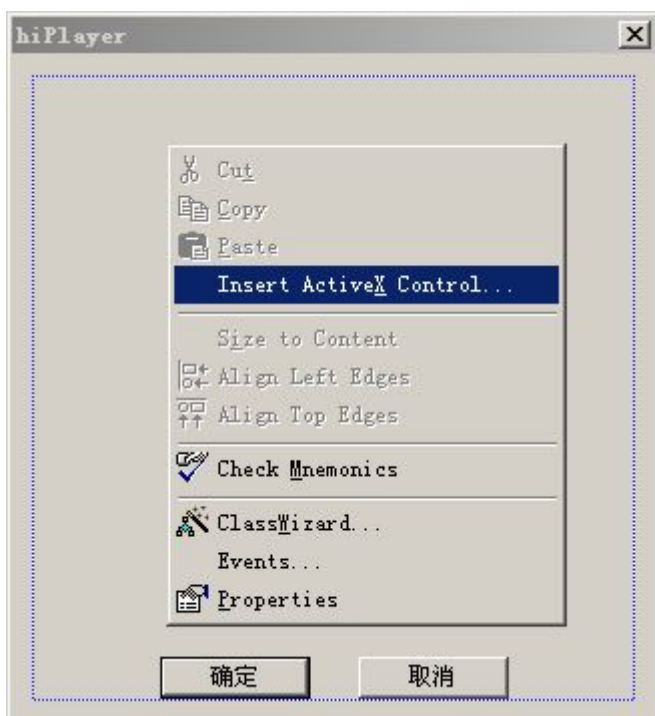 hiPlayer
Cut
Copy
Paste
Insert ActiveX Control...
Size to Content
Align Left Edges
Align Top Edges
Check Mnemonics
ClassWizard...
Events...
Properties
确定 取消